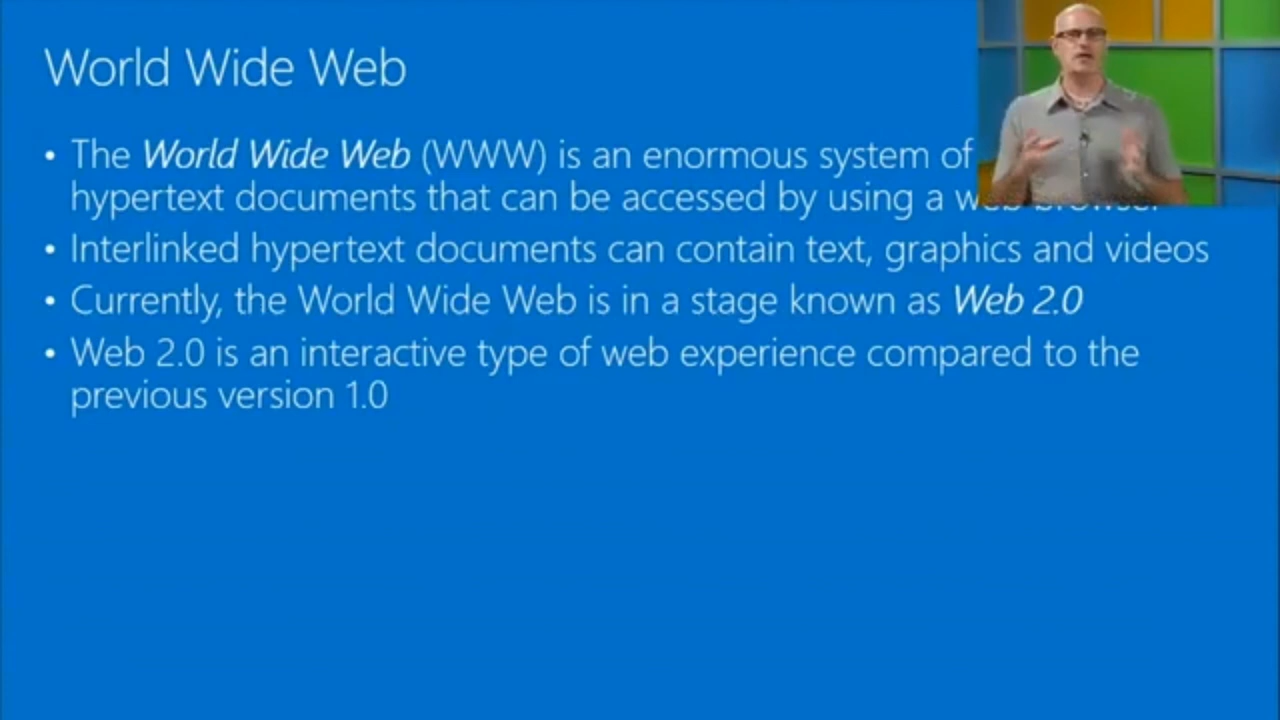 World Wide Web
• The World Wide Web (WWW) is an enormous system of
hypertext documents that can be accessed by using a web browser
• Interlinked hypertext documents can contain text, graphics and videos
• Currently, the World Wide Web is in a stage known as Web 2.0
• Web 2.0 is an interactive type of web experience compared to the
previous version 1.0